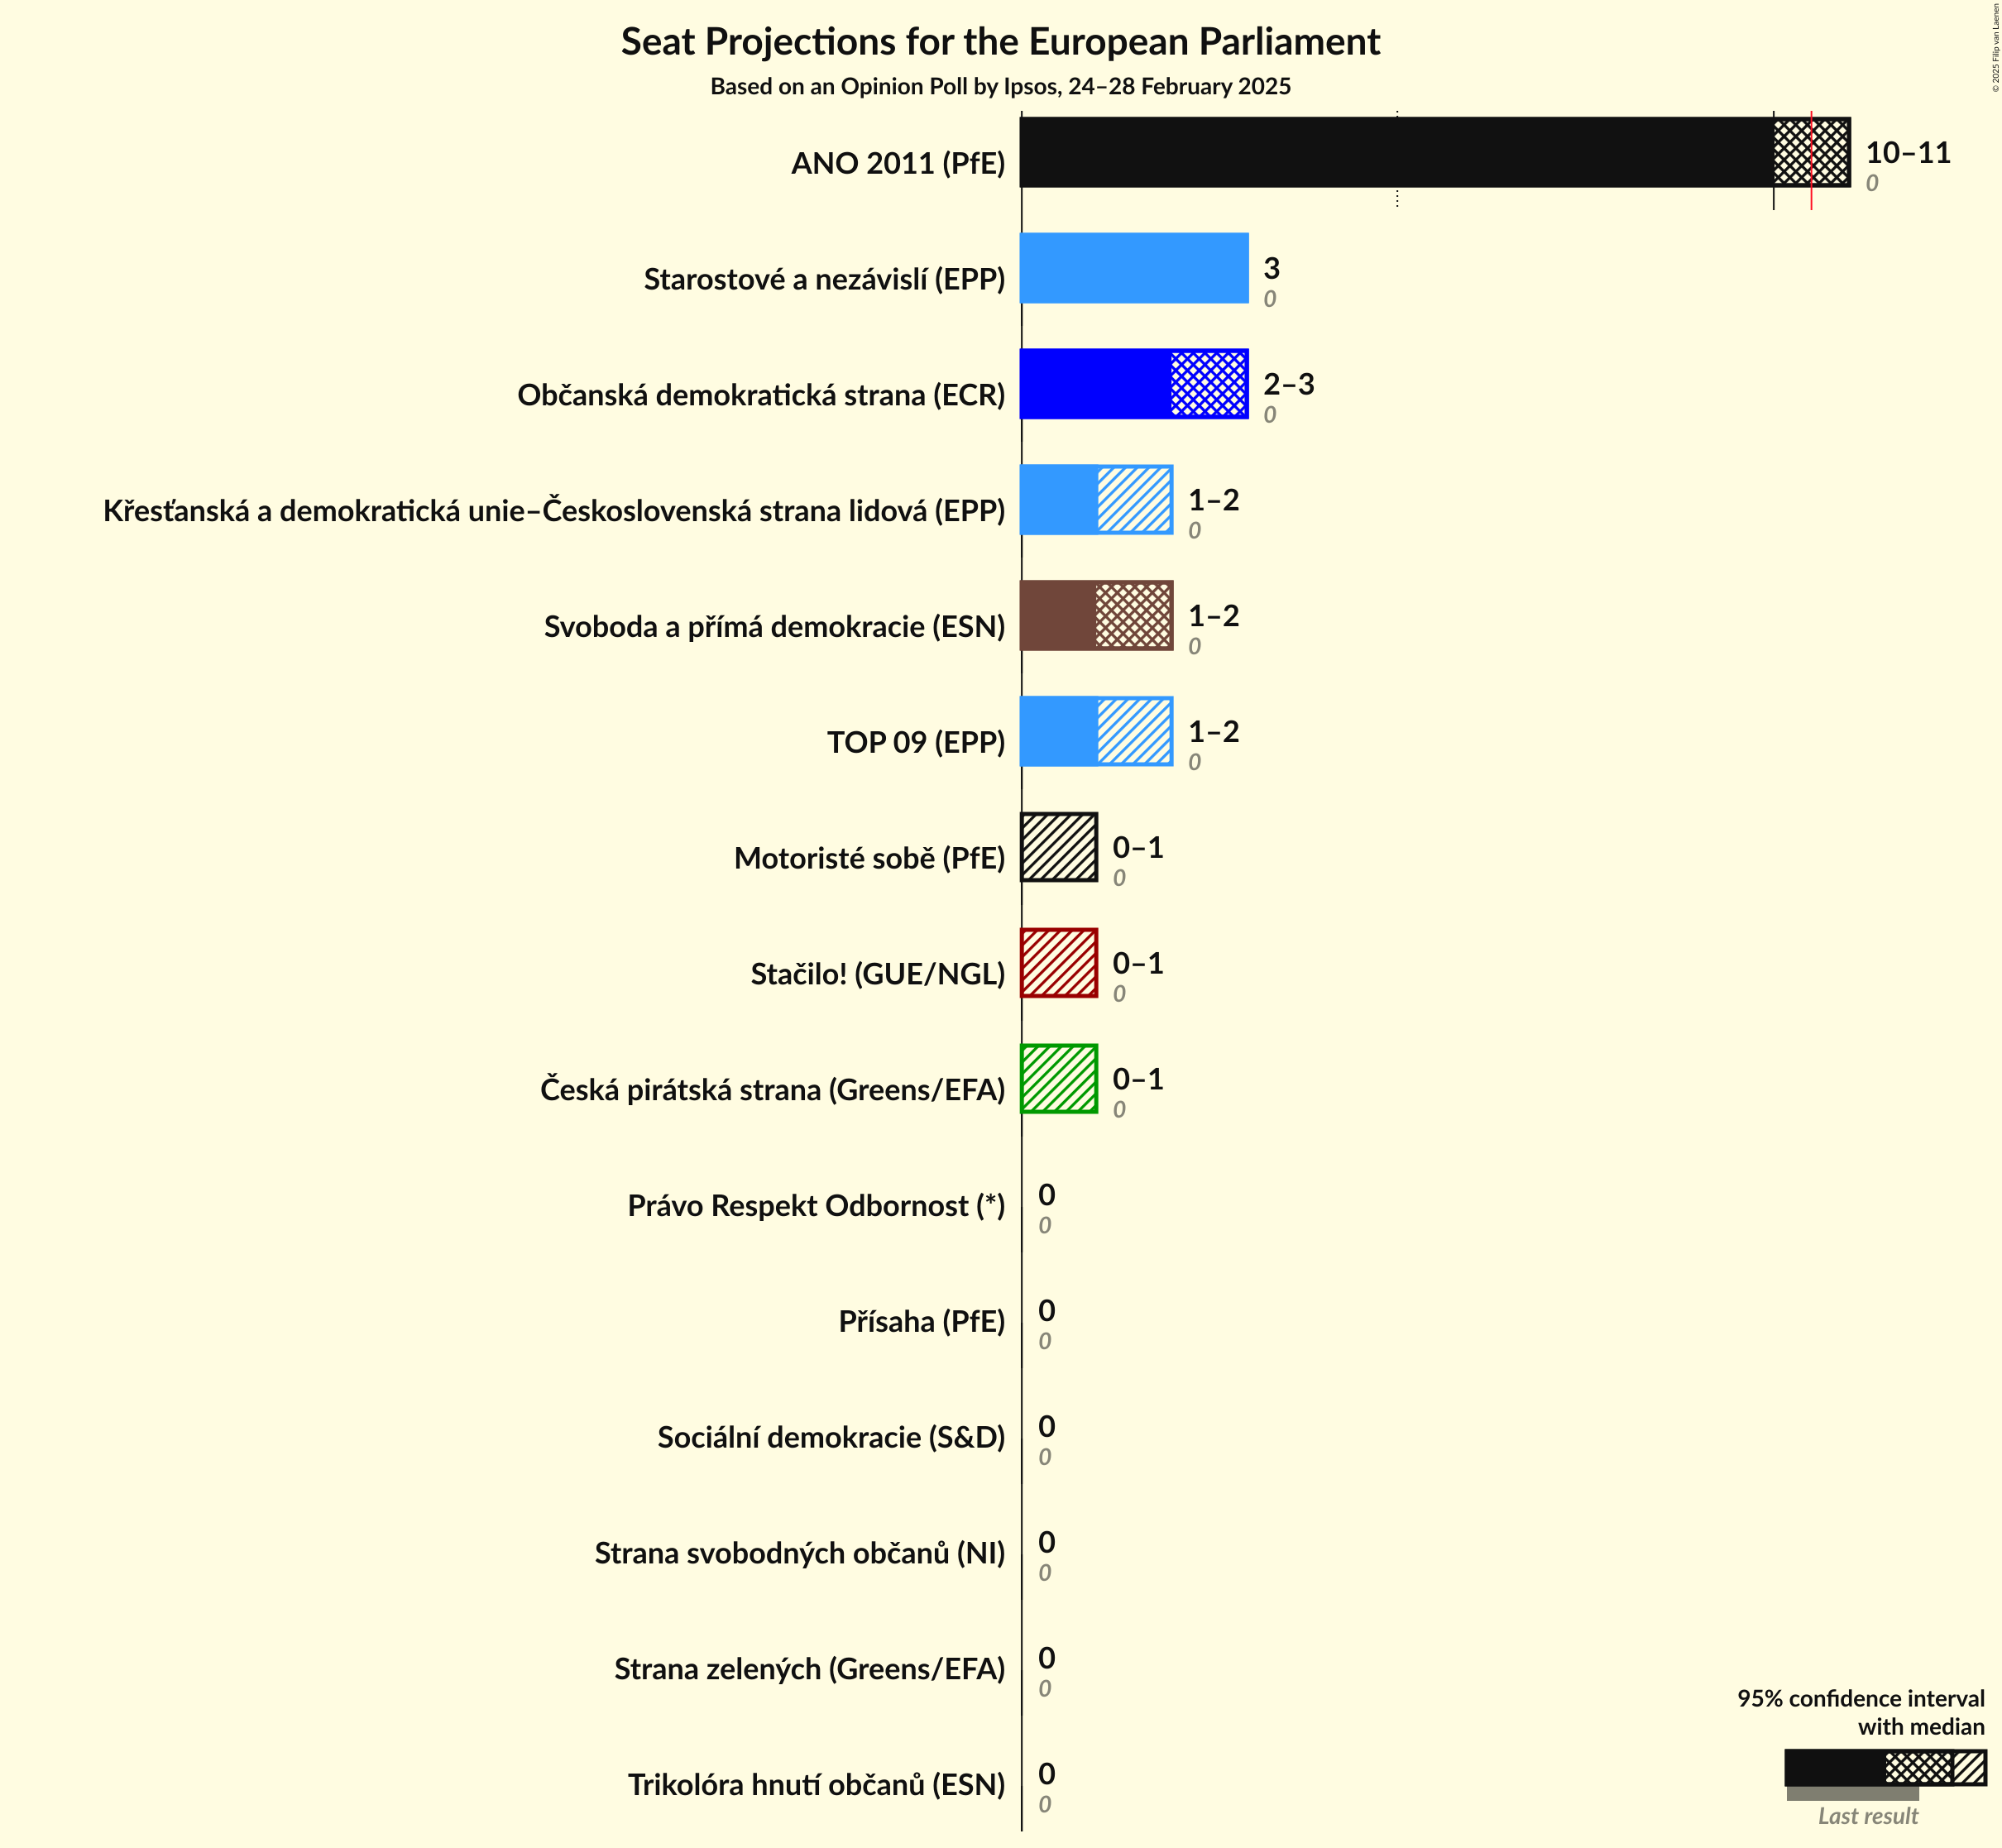 Seat Projections for the European Parliament
Based on an Opinion Poll by Ipsos, 24–28 February 2025
© 2025 Filip van Laenen
ANO 2011 (PfE)
10–11
0
Starostové a nezávislí (EPP)
3
0
Občanská demokratická strana (ECR)
2–3
0
Křesťanská a demokratická unie–Československá strana lidová (EPP)
1–2
0
Svoboda a přímá demokracie (ESN)
1–2
0
TOP 09 (EPP)
1–2
0
Motoristé sobě (PfE)
0–1
0
Stačilo! (GUE/NGL)
0–1
0
Česká pirátská strana (Greens/EFA)
0–1
0
Právo Respekt Odbornost (*)
0
0
Přísaha (PfE)
0
0
Sociální demokracie (S&D)
0
0
Strana svobodných občanů (NI)
0
0
Strana zelených (Greens/EFA)
0
0
Trikolóra hnutí občanů (ESN)
0
0
95% confidence interval
with median
Last result